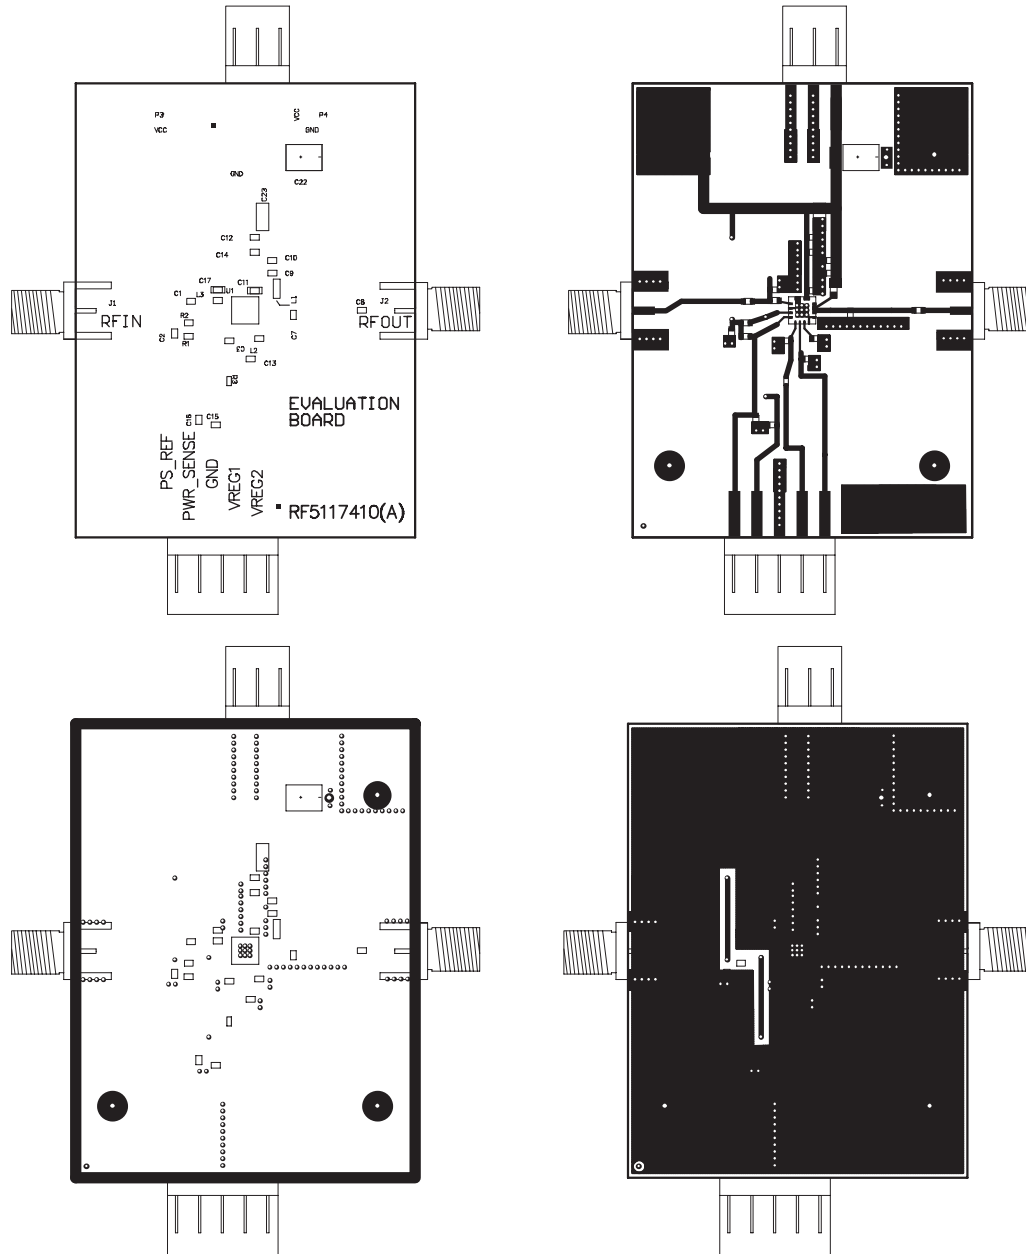 P3
VCC
VCC
P4
GND
C22
GND
C23
C12
C14
C10
C9
C17
C11
C1
L3
U1
L1
J1
J2
C8
RFIN
RFOUT
R2
C2
R1
C3
L2
C7
C13
R3
EVALUATION
BOARD
C16
C15
PS_REF
PWR_SENSE
GND
VREG1
VREG2
RF5117410(A)